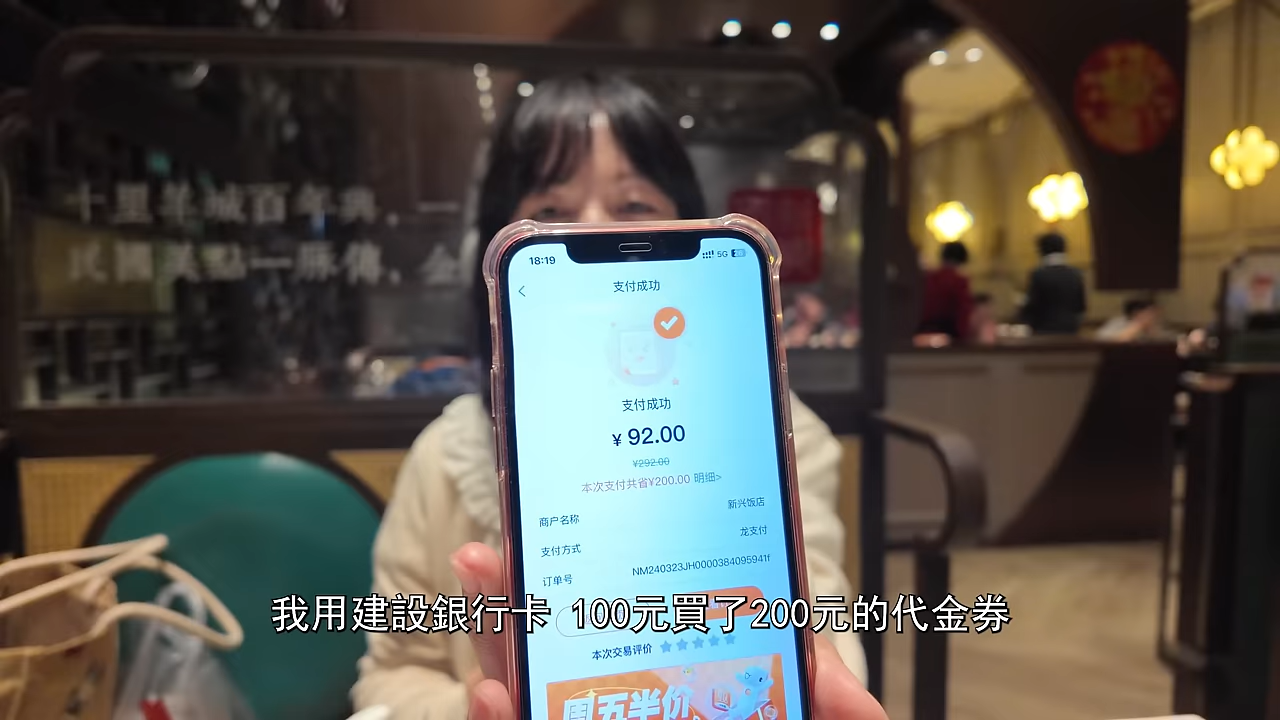 十里羊城百年典，一
民國美點一脈傳，金
18:19
5G
支付成功
支付成功
¥ 92.00
¥292.00
本次支付共省¥200.00 明细>
商户名称 新兴饭店
支付方式 龙支付
订单号 NM240323JH0000384095941f
我用建設銀行卡 100元買了200元的代金券
本次交易评价
周五半价